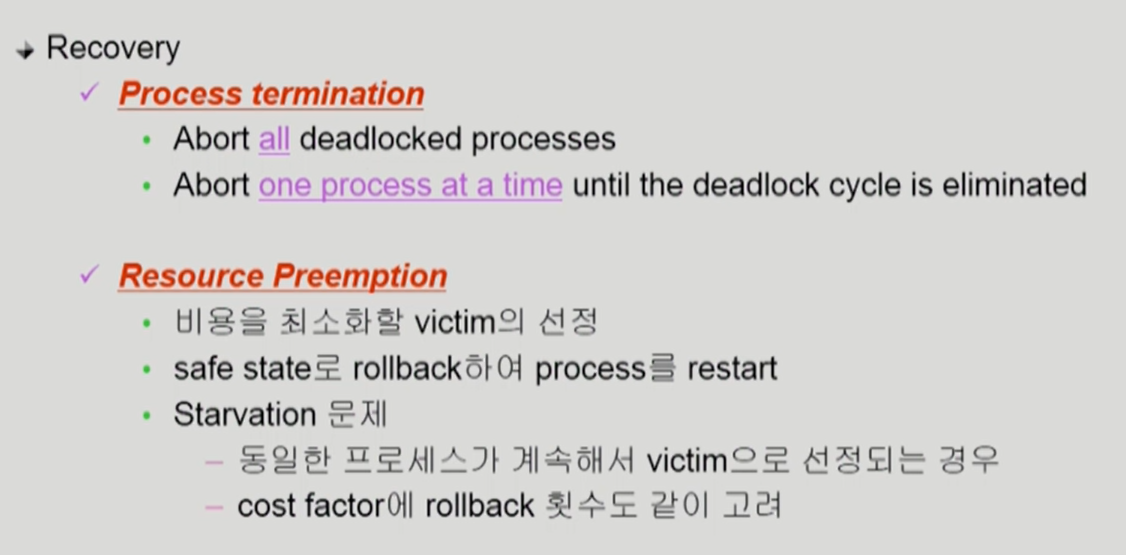 Recovery
Process termination
Abort all deadlocked processes
Abort one process at a time until the deadlock cycle is eliminated
Resource Preemption
비용을 최소화할 victim의 선정
safe state로 rollback하여 process를 restart
Starvation 문제
동일한 프로세스가 계속해서 victim으로 선정되는 경우
cost factor에 rollback 횟수도 같이 고려